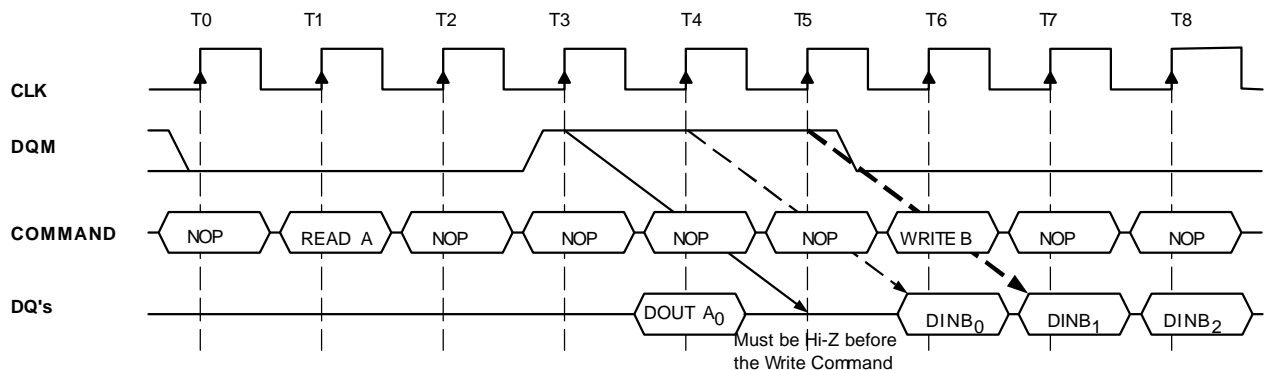 T0 T1 T2 T3 T4 T5 T6 T7 T8
CLK
DQM
COMMAND NOP READ A NOP NOP NOP NOP WRITE B NOP NOP
DQ's DOUT A0 DINB0 DINB1 DINB2
Must be Hi-Z before
the Write Command